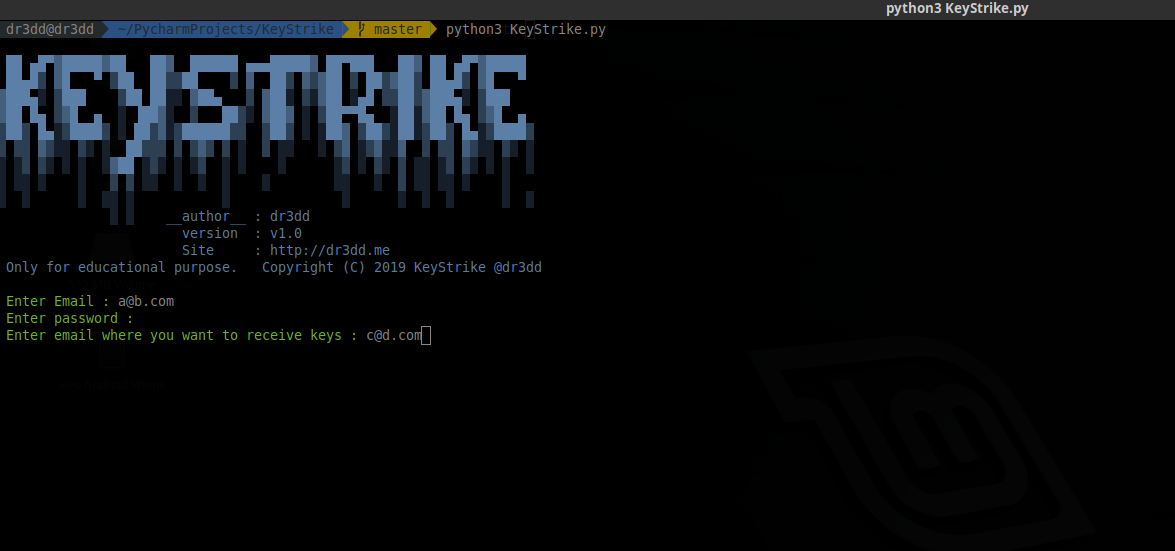 python3 KeyStrike.py
dr3dd@dr3dd ~/PycharmProjects/KeyStrike master python3 KeyStrike.py
KEYSTRIKE
__author__ : dr3dd
version : v1.0
Site : http://dr3dd.me
Only for educational purpose. Copyright (C) 2019 KeyStrike @dr3dd
Enter Email : a@b.com
Enter password :
Enter email where you want to receive keys : c@d.com